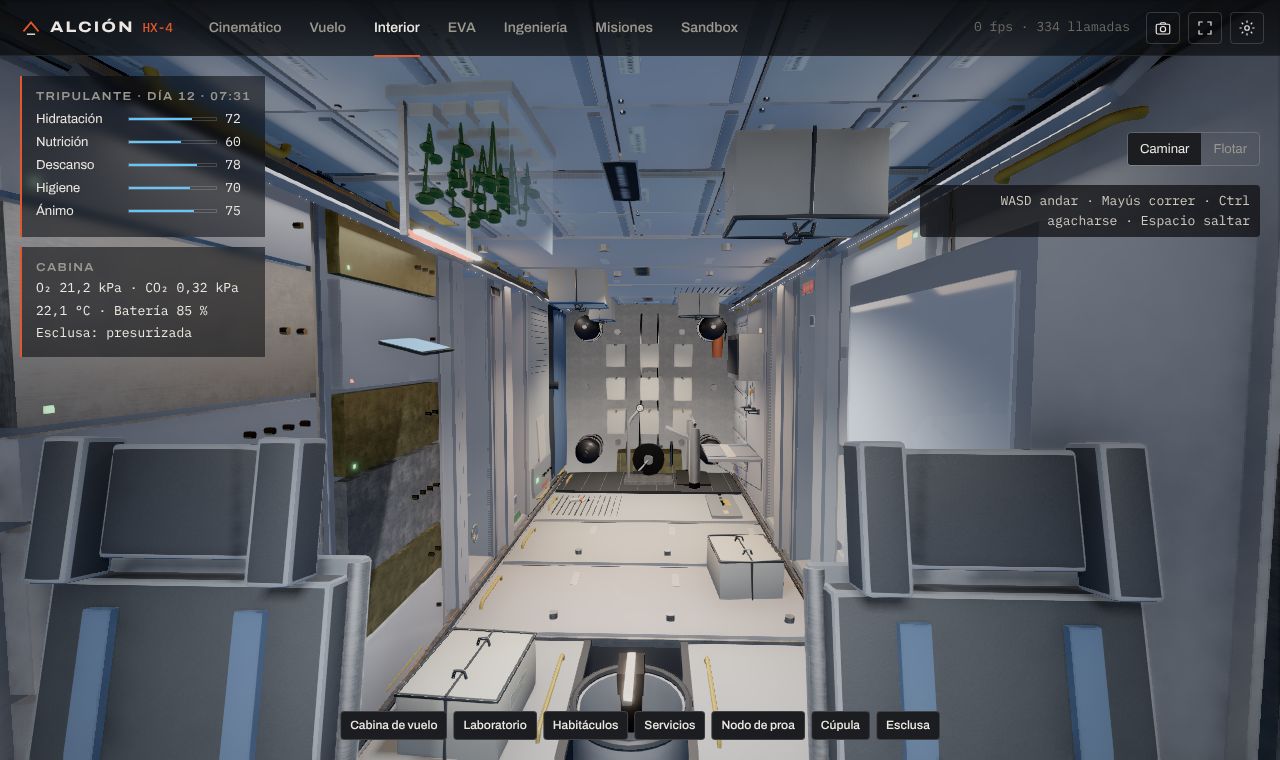 ALCIÓN HX-4
Cinemático Vuelo Interior EVA Ingeniería Misiones Sandbox
0 fps · 334 llamadas
TRIPULANTE · DÍA 12 · 07:31
Hidratación 72
Nutrición 60
Descanso 78
Higiene 70
Ánimo 75
CABINA
O₂ 21,2 kPa · CO₂ 0,32 kPa
22,1 °C · Batería 85 %
Esclusa: presurizada
Caminar Flotar
WASD andar · Mayús correr · Ctrl
agacharse · Espacio saltar
Cabina de vuelo Laboratorio Habitáculos Servicios Nodo de proa Cúpula Esclusa